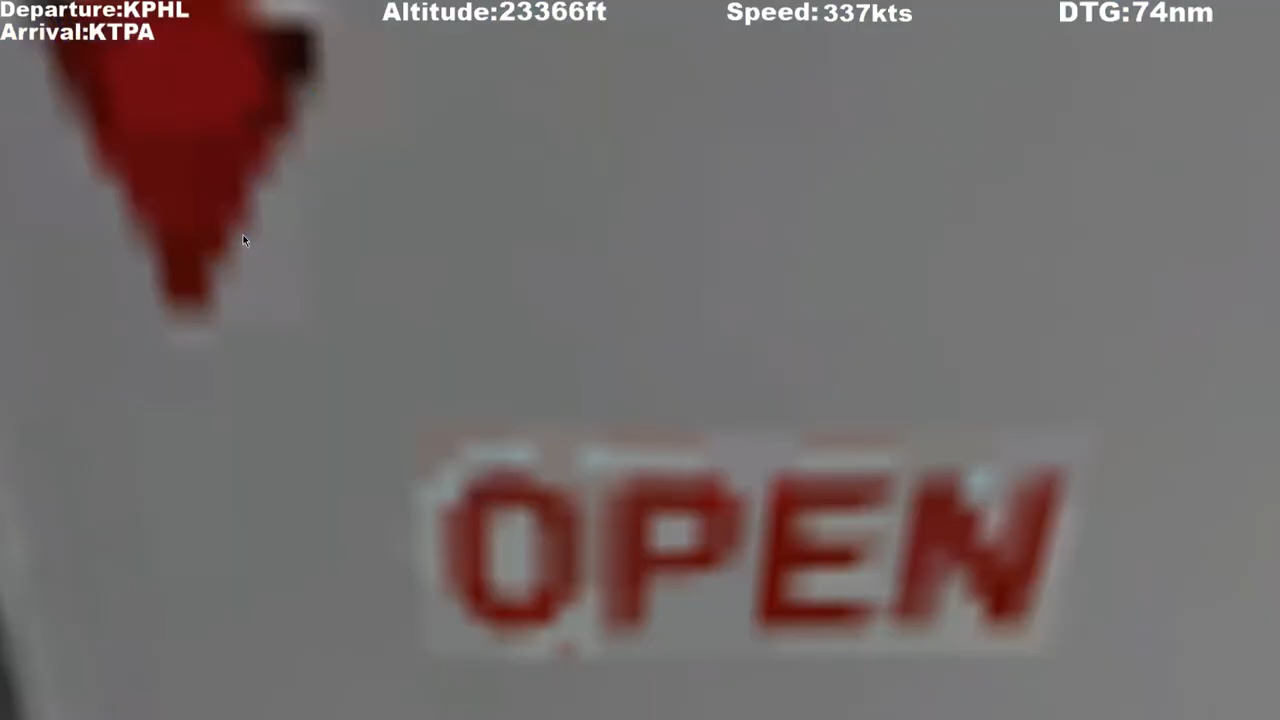 Departure:KPHL
Arrival:KTPA
Altitude:23366ft
Speed: 337kts
DTG:74nm
OPEN